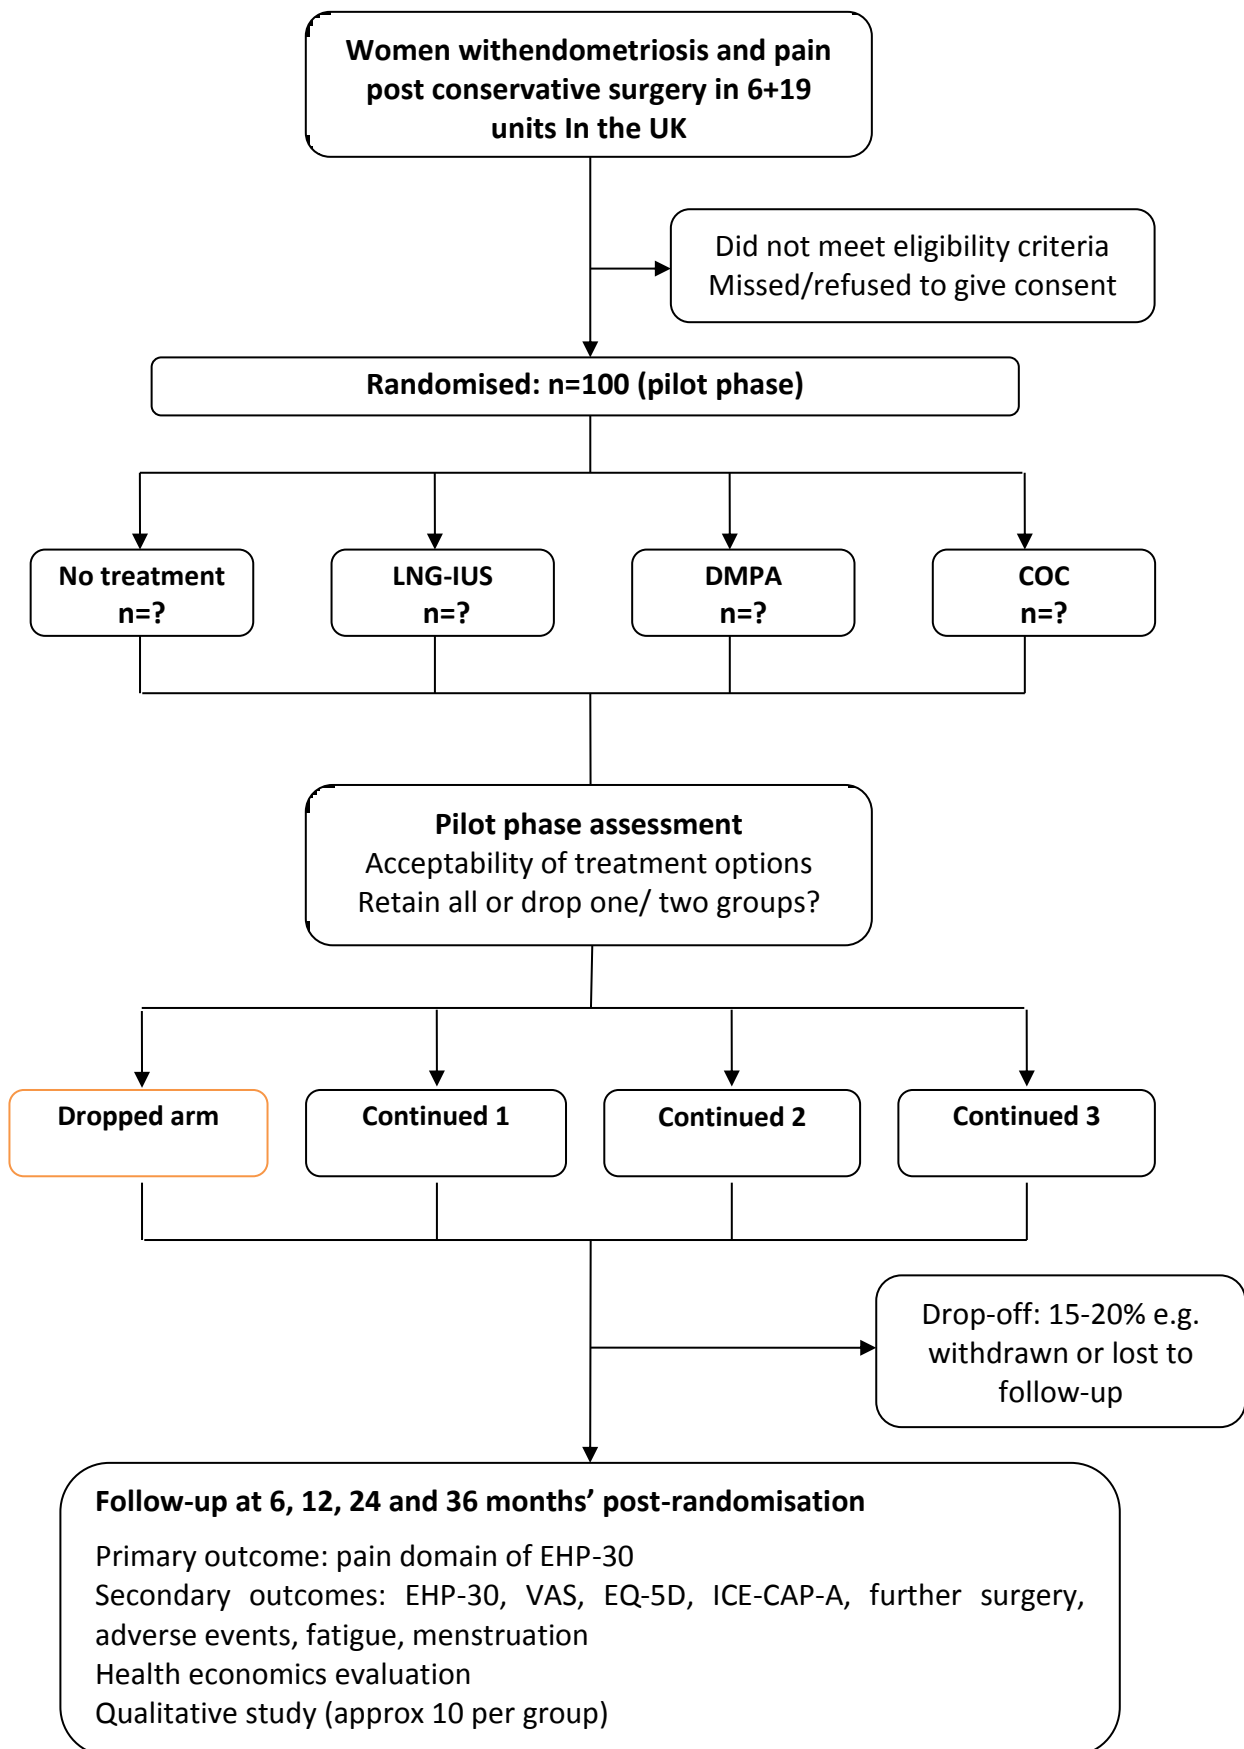 Women withendometriosis and pain
post conservative surgery in 6+19
units In the UK
Did not meet eligibility criteria
Missed/refused to give consent
Randomised: n=100 (pilot phase)
No treatment
n=?
LNG-IUS
n=?
DMPA
n=?
COC
n=?
Pilot phase assessment
Acceptability of treatment options
Retain all or drop one/ two groups?
Dropped arm
Continued 1
Continued 2
Continued 3
Drop-off: 15-20% e.g.
withdrawn or lost to
follow-up
Follow-up at 6, 12, 24 and 36 months’ post-randomisation
Primary outcome: pain domain of EHP-30
Secondary outcomes: EHP-30, VAS, EQ-5D, ICE-CAP-A, further surgery,
adverse events, fatigue, menstruation
Health economics evaluation
Qualitative study (approx 10 per group)